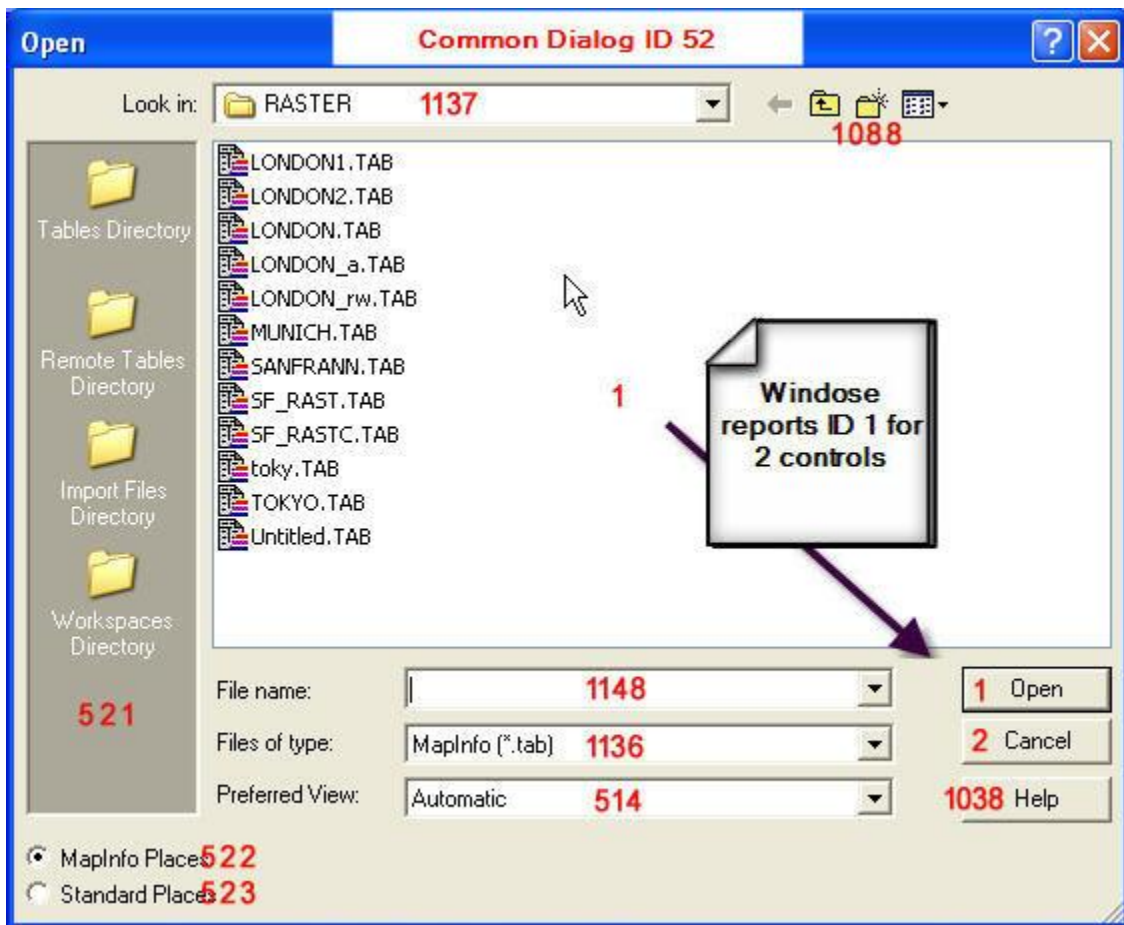 Open
Common Dialog ID 52
Look in:
RASTER
1137
1088
Tables Directory
Remote Tables
Directory
Import Files
Directory
Workspaces
Directory
521
LONDON1.TAB
LONDON2.TAB
LONDON.TAB
LONDON_a.TAB
LONDON_rw.TAB
MUNICH.TAB
SANFRANN.TAB
SF_RAST.TAB
SF_RASTC.TAB
toky.TAB
TOKYO.TAB
Untitled.TAB
1
Windose
reports ID 1 for
2 controls
File name:
1148
1 Open
Files of type:
MapInfo (*.tab)
1136
2 Cancel
Preferred View:
Automatic
514
1038 Help
MapInfo Places 522
Standard Places 523